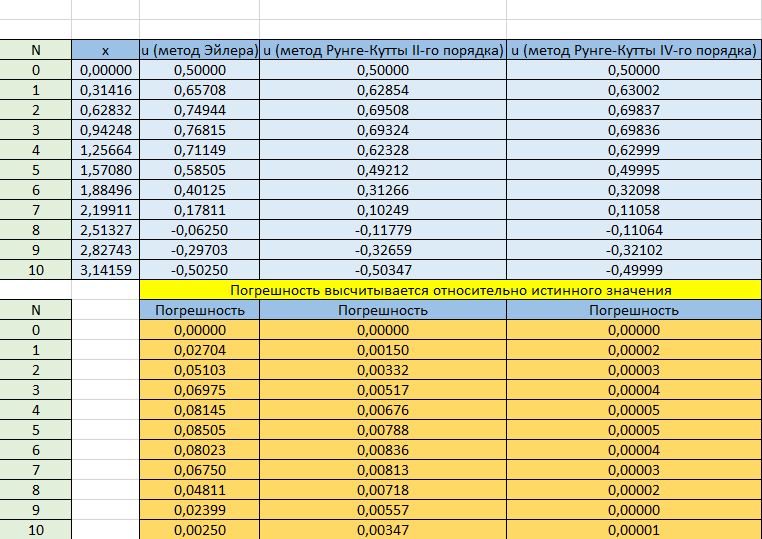 N x u (метод Эйлера) u (метод Рунге-Кутты II-го порядка) u (метод Рунге-Кутты IV-го порядка)
0 0,00000 0,50000 0,50000 0,50000
1 0,31416 0,65708 0,62854 0,63002
2 0,62832 0,74944 0,69508 0,69837
3 0,94248 0,76815 0,69324 0,69836
4 1,25664 0,71149 0,62328 0,62999
5 1,57080 0,58505 0,49212 0,49995
6 1,88496 0,40125 0,31266 0,32098
7 2,19911 0,17811 0,10249 0,11058
8 2,51327 -0,06250 -0,11779 -0,11064
9 2,82743 -0,29703 -0,32659 -0,32102
10 3,14159 -0,50250 -0,50347 -0,49999
Погрешность высчитывается относительно истинного значения
N Погрешность Погрешность Погрешность
0 0,00000 0,00000 0,00000
1 0,02704 0,00150 0,00002
2 0,05103 0,00332 0,00003
3 0,06975 0,00517 0,00004
4 0,08145 0,00676 0,00005
5 0,08505 0,00788 0,00005
6 0,08023 0,00836 0,00004
7 0,06750 0,00813 0,00003
8 0,04811 0,00718 0,00002
9 0,02399 0,00557 0,00000
10 0,00250 0,00347 0,00001